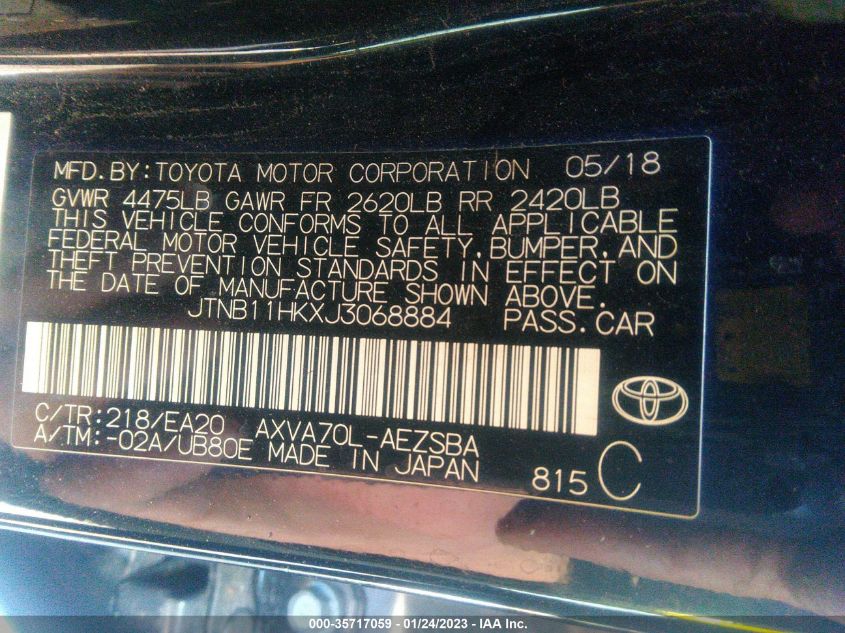 MFD.BY:TOYOTA MOTOR CORPORATION 05/18
GVWR 4475LB GAWR FR 2620LB RR 2420LB
THIS VEHICLE CONFORMS TO ALL APPLICABLE
FEDERAL MOTOR VEHICLE SAFETY,BUMPER,AND
THEFT PREVENTION STANDARDS IN EFFECT ON
THE DATE OF MANUFACTURE SHOWN ABOVE.
JTNB11HKXJ3068884 PASS.CAR
C/TR:218/EA20 AXVA70L-AEZSBA
A/TM:-02A/UB80E MADE IN JAPAN
815 C
000-35717059 - 01/24/2023 - IAA Inc.